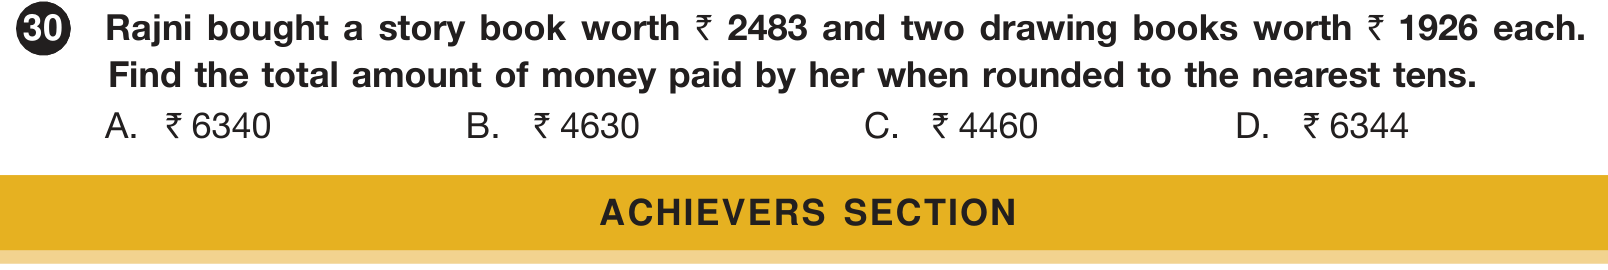 30 Rajni bought a story book worth ₹ 2483 and two drawing books worth ₹ 1926 each.
Find the total amount of money paid by her when rounded to the nearest tens.
A. ₹ 6340 B. ₹ 4630 C. ₹ 4460 D. ₹ 6344
ACHIEVERS SECTION